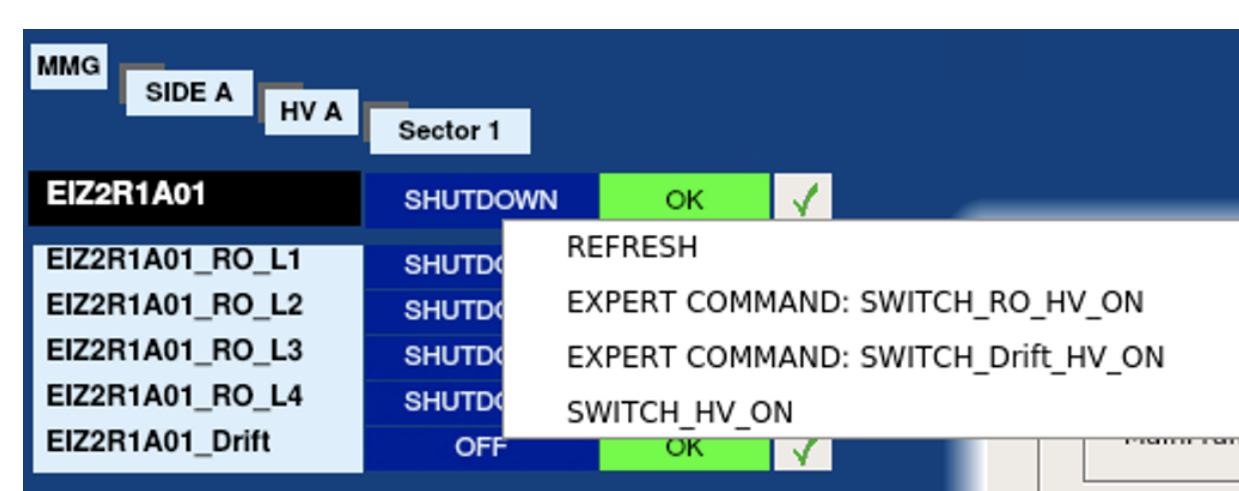 MMG
SIDE A
HV A
Sector 1
EIZ2R1A01 SHUTDOWN OK
REFRESH
EIZ2R1A01_RO_L1
EXPERT COMMAND: SWITCH_RO_HV_ON
EIZ2R1A01_RO_L2
EXPERT COMMAND: SWITCH_Drift_HV_ON
EIZ2R1A01_RO_L3
EIZ2R1A01_RO_L4
SWITCH_HV_ON
EIZ2R1A01_Drift OFF OK